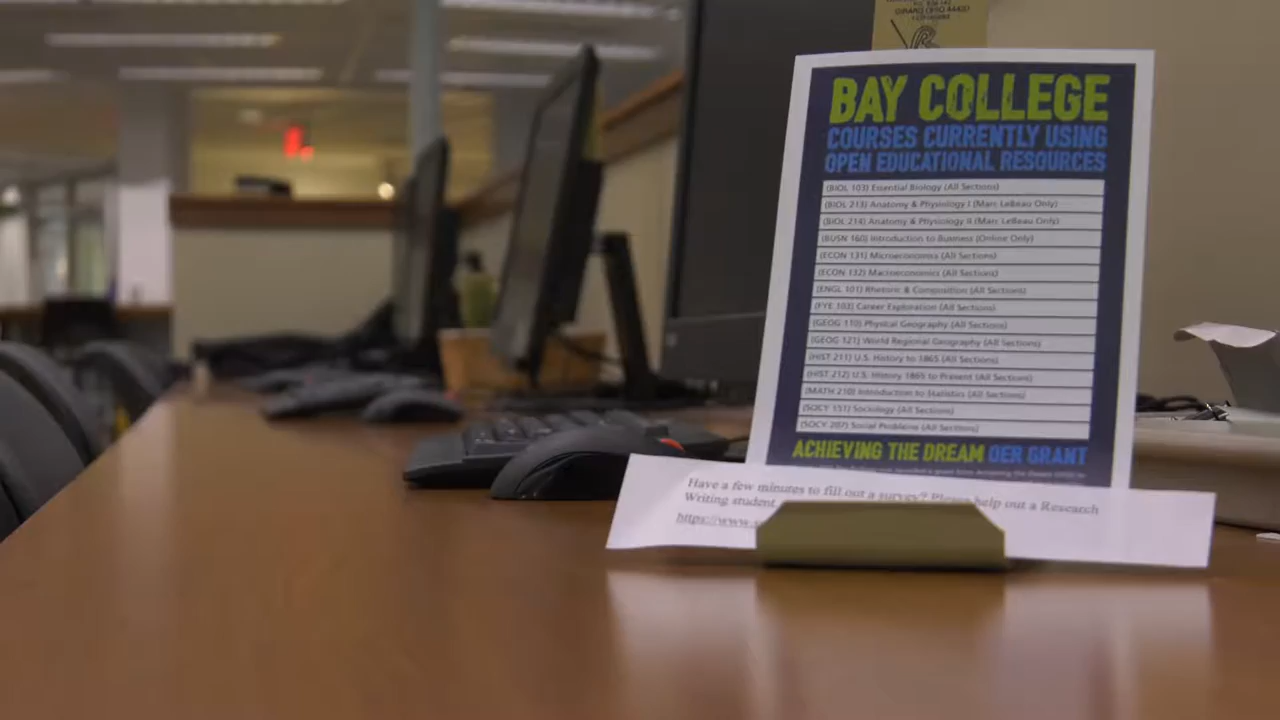 BAY COLLEGE
COURSES CURRENTLY USING
OPEN EDUCATIONAL RESOURCES
(BIOL 103) Essential Biology (All Sections)
(BIOL 213) Anatomy & Physiology I (Marc LeBeau Only)
(BIOL 214) Anatomy & Physiology II (Marc LeBeau Only)
(BUSN 160) Introduction to Business (Online Only)
(ECON 131) Microeconomics (All Sections)
(ECON 132) Macroeconomics (All Sections)
(ENGL 101) Rhetoric & Composition (All Sections)
(FYE 103) Career Exploration (All Sections)
(GEOG 110) Physical Geography (All Sections)
(GEOG 121) World Regional Geography (All Sections)
(HIST 211) U.S. History to 1865 (All Sections)
(HIST 212) U.S. History 1865 to Present (All Sections)
(MATH 210) Introduction to Statistics (All Sections)
(SOCY 151) Sociology (All Sections)
(SOCY 207) Social Problems (All Sections)
ACHIEVING THE DREAM OER GRANT
Have a few minutes to fill out a survey? Please help out a Research
Writing student
https://www.s